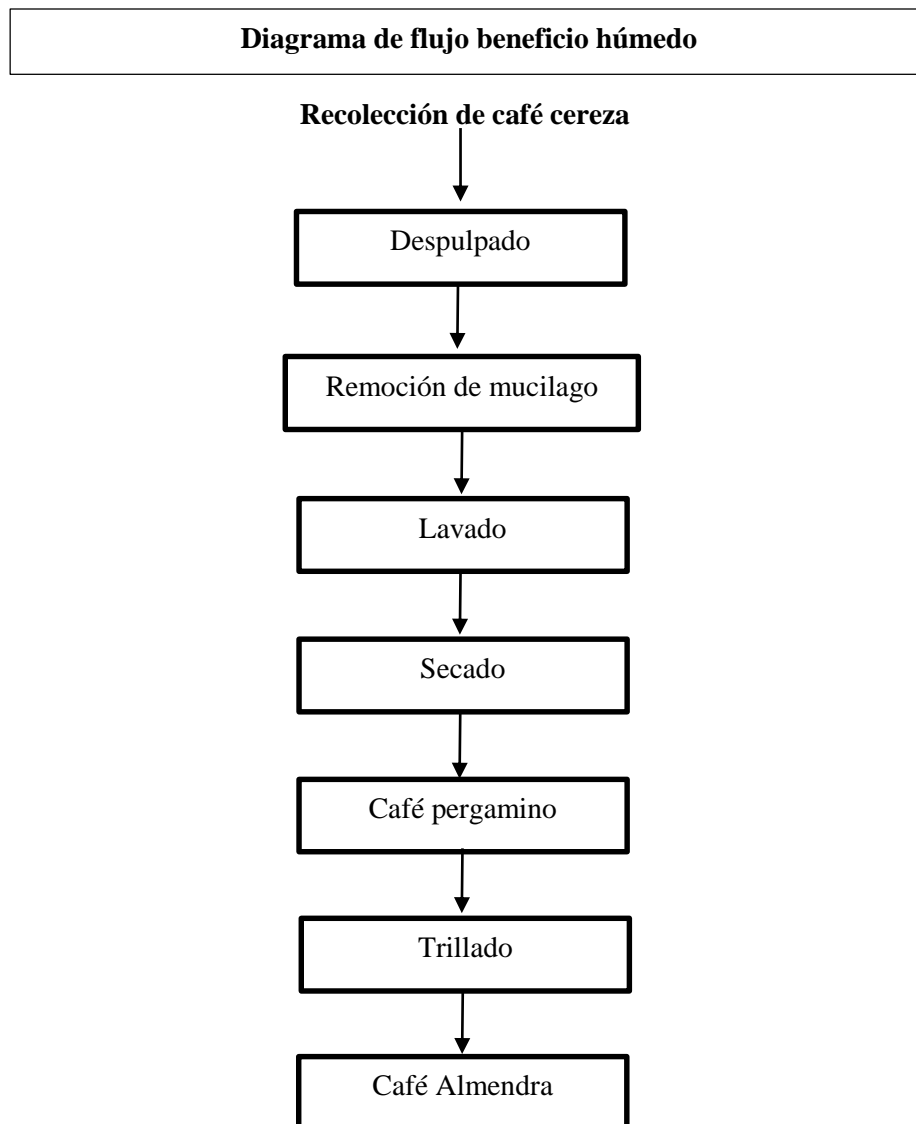 Diagrama de flujo beneficio húmedo
Recolección de café cereza
Despulpado
Remoción de mucilago
Lavado
Secado
Café pergamino
Trillado
Café Almendra